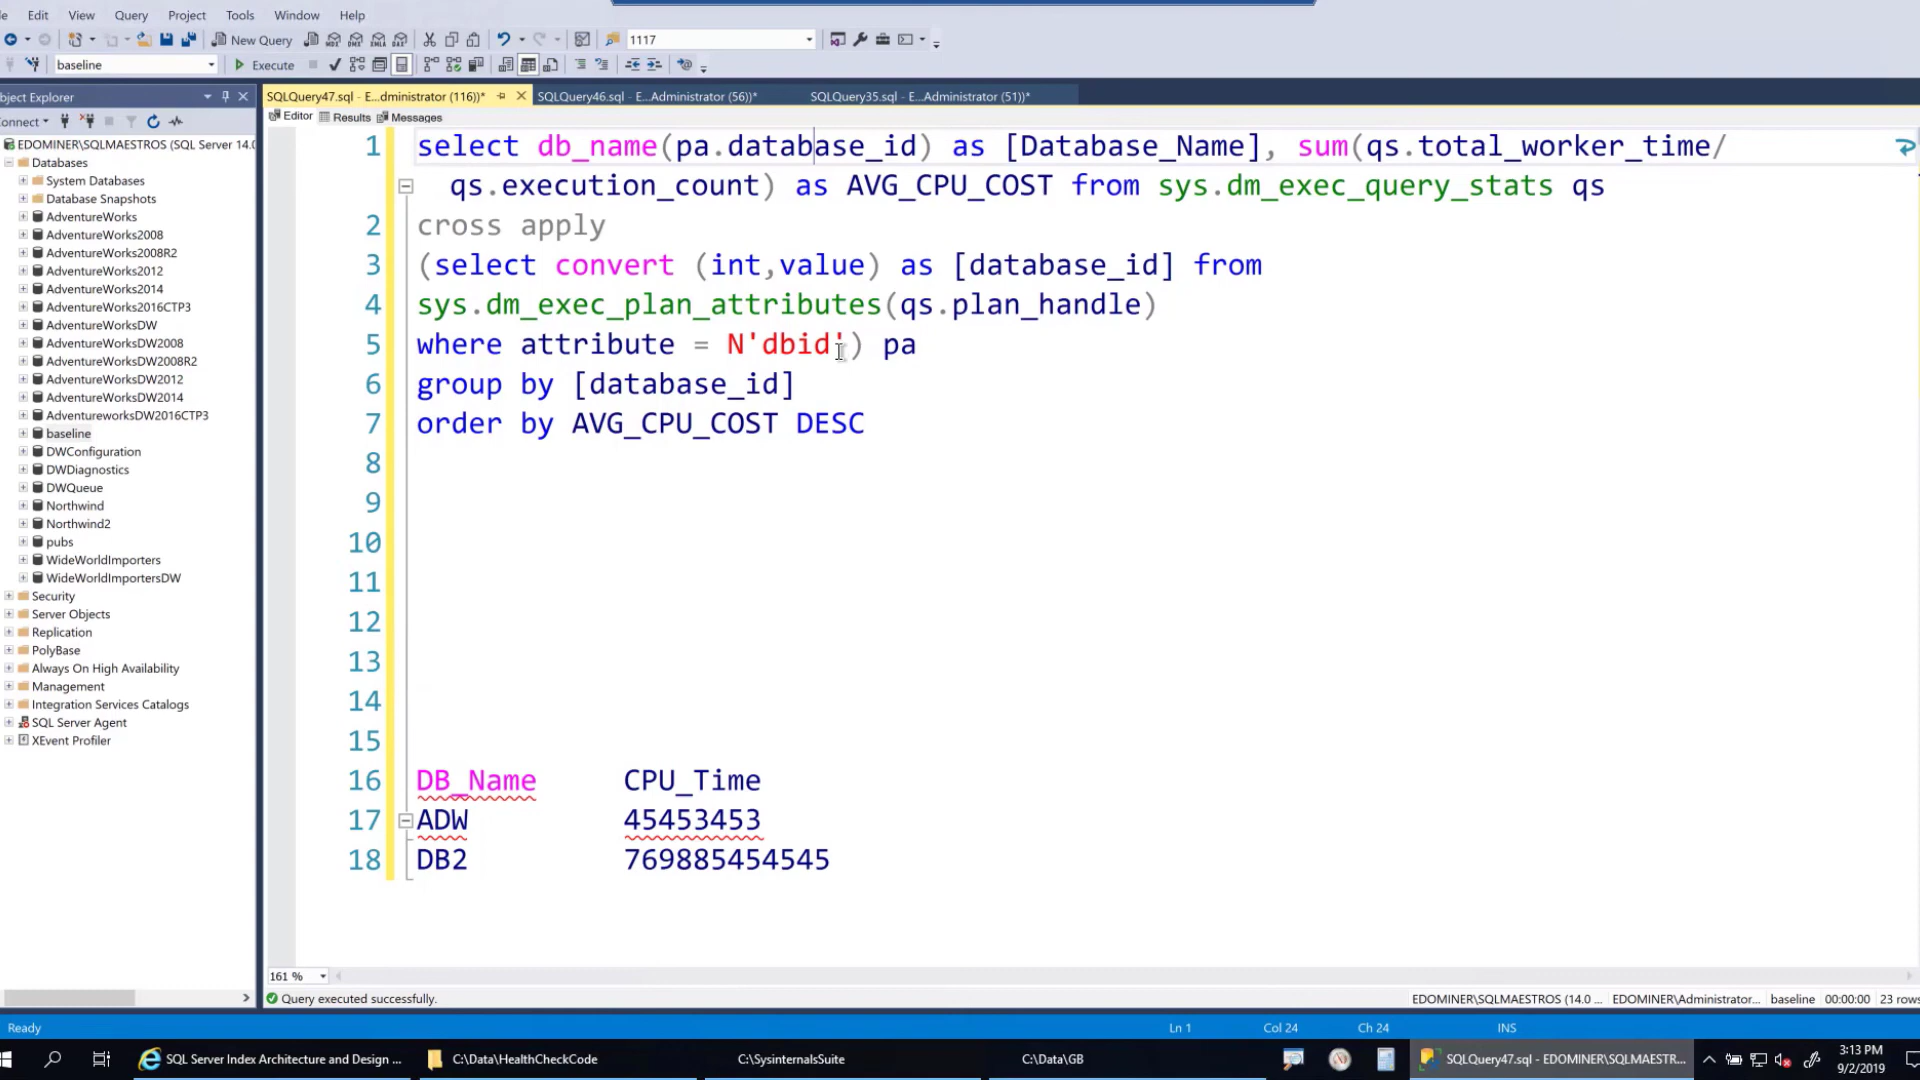 le Edit View Query Project Tools Window Help
New Query 1117
baseline Execute
bject Explorer
onnect
EDOMINER\SQLMAESTROS (SQL Server 14.0
Databases
System Databases
Database Snapshots
AdventureWorks
AdventureWorks2008
AdventureWorks2008R2
AdventureWorks2012
AdventureWorks2014
AdventureWorks2016CTP3
AdventureWorksDW
AdventureWorksDW2008
AdventureWorksDW2008R2
AdventureWorksDW2012
AdventureWorksDW2014
AdventureworksDW2016CTP3
baseline
DWConfiguration
DWDiagnostics
DWQueue
Northwind
Northwind2
pubs
WideWorldImporters
WideWorldImportersDW
Security
Server Objects
Replication
PolyBase
Always On High Availability
Management
Integration Services Catalogs
SQL Server Agent
XEvent Profiler
SQLQuery47.sql - E...dministrator (116))* SQLQuery46.sql - E...Administrator (56))* SQLQuery35.sql - E...Administrator (51))*
Editor Results Messages
1 select db_name(pa.database_id) as [Database_Name], sum(qs.total_worker_time/
qs.execution_count) as AVG_CPU_COST from sys.dm_exec_query_stats qs
2 cross apply
3 (select convert (int,value) as [database_id] from
4 sys.dm_exec_plan_attributes(qs.plan_handle)
5 where attribute = N'dbid') pa
6 group by [database_id]
7 order by AVG_CPU_COST DESC
8
9
10
11
12
13
14
15
16 DB_Name CPU_Time
17 ADW 45453453
18 DB2 769885454545
161 %
Query executed successfully. EDOMINER\SQLMAESTROS (14.0 ... EDOMINER\Administrator... baseline 00:00:00 23 rows
Ready Ln 1 Col 24 Ch 24 INS
SQL Server Index Architecture and Design ... C:\Data\HealthCheckCode C:\SysinternalsSuite C:\Data\GB SQLQuery47.sql - EDOMINER\SQLMAESTR... 3:13 PM
9/2/2019